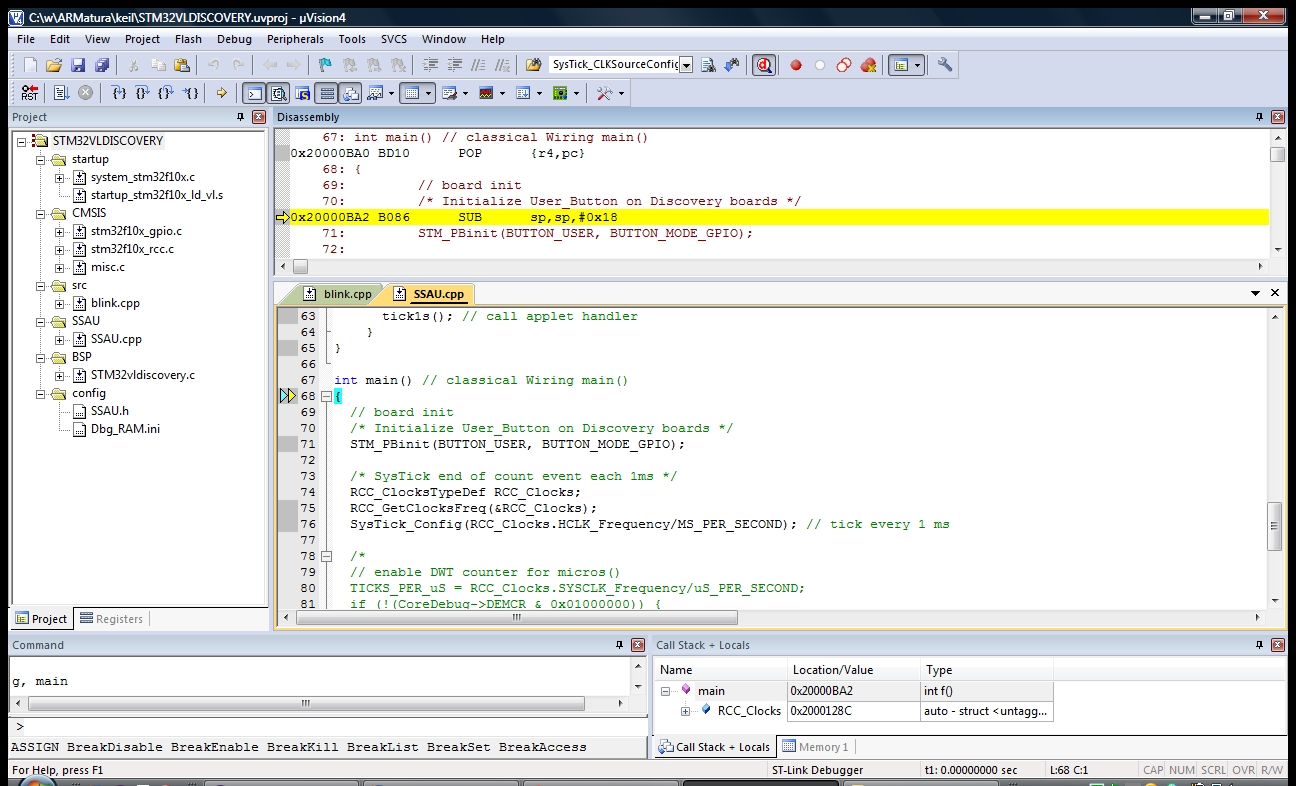 C:\w\ARMatura\keil\STM32VLDISCOVERY.uvproj - µVision4
File Edit View Project Flash Debug Peripherals Tools SVCS Window Help
SysTick_CLKSourceConfig
RST
Project
STM32VLDISCOVERY
startup
system_stm32f10x.c
startup_stm32f10x_ld_vl.s
CMSIS
stm32f10x_gpio.c
stm32f10x_rcc.c
misc.c
src
blink.cpp
SSAU
SSAU.cpp
BSP
STM32vldiscovery.c
config
SSAU.h
Dbg_RAM.ini
Project Registers
Disassembly
67: int main() // classical Wiring main()
0x20000BA0 BD10 POP {r4,pc}
68: {
69: // board init
70: /* Initialize User_Button on Discovery boards */
0x20000BA2 B086 SUB sp,sp,#0x18
71: STM_PBinit(BUTTON_USER, BUTTON_MODE_GPIO);
72:
blink.cpp SSAU.cpp
63 tick1s(); // call applet handler
64 }
65 }
66
67 int main() // classical Wiring main()
68 {
69 // board init
70 /* Initialize User_Button on Discovery boards */
71 STM_PBinit(BUTTON_USER, BUTTON_MODE_GPIO);
72
73 /* SysTick end of count event each 1ms */
74 RCC_ClocksTypeDef RCC_Clocks;
75 RCC_GetClocksFreq(&RCC_Clocks);
76 SysTick_Config(RCC_Clocks.HCLK_Frequency/MS_PER_SECOND); // tick every 1 ms
77
78 /*
79 // enable DWT counter for micros()
80 TICKS_PER_uS = RCC_Clocks.SYSCLK_Frequency/uS_PER_SECOND;
81 if (!(CoreDebug->DEMCR & 0x01000000)) {
Command
g, main
>
ASSIGN BreakDisable BreakEnable BreakKill BreakList BreakSet BreakAccess
Call Stack + Locals
Name Location/Value Type
main 0x20000BA2 int f()
RCC_Clocks 0x2000128C auto - struct <untagg...
Call Stack + Locals Memory 1
For Help, press F1 ST-Link Debugger t1: 0.00000000 sec L:68 C:1 CAP NUM SCRL OVR R/W